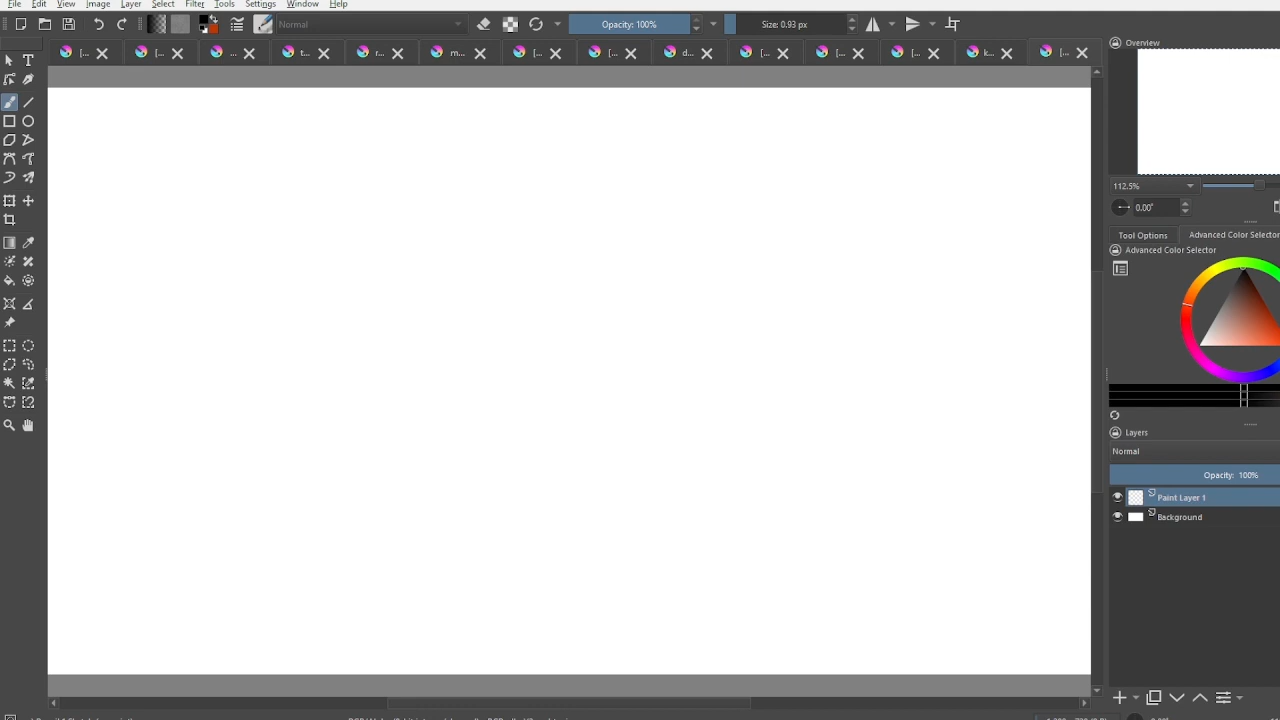 File Edit View Image Layer Select Filter Tools Settings Window Help
Normal Opacity: 100% Size: 0.93 px
[... [... ... t... r... m... [... [... d... [... [... [... k... [...
Overview
112.5%
0.00°
Tool Options Advanced Color Selector
Advanced Color Selector
Layers
Normal
Opacity: 100%
Paint Layer 1
Background